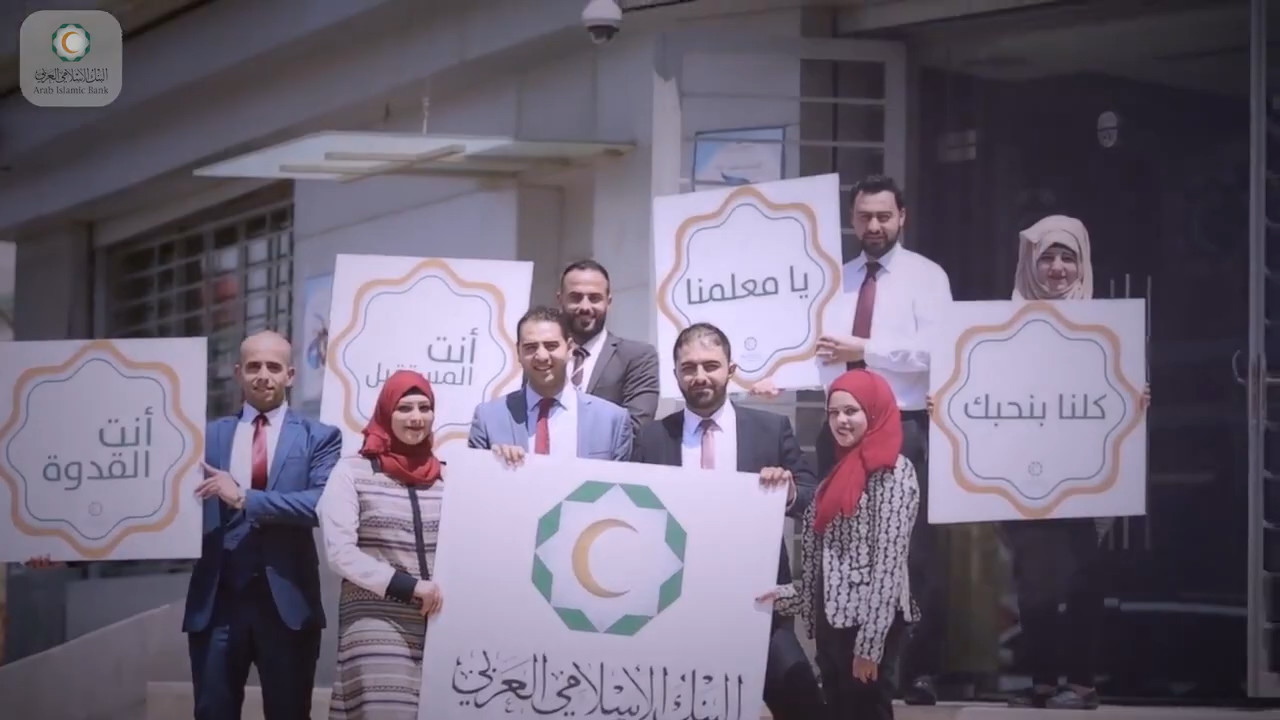 البنك الإسلامي العربي
Arab Islamic Bank
يا معلمنا
أنت
المستقبل
كلنا بنحبك
أنت
القدوة
البنك الإسلامي العربي